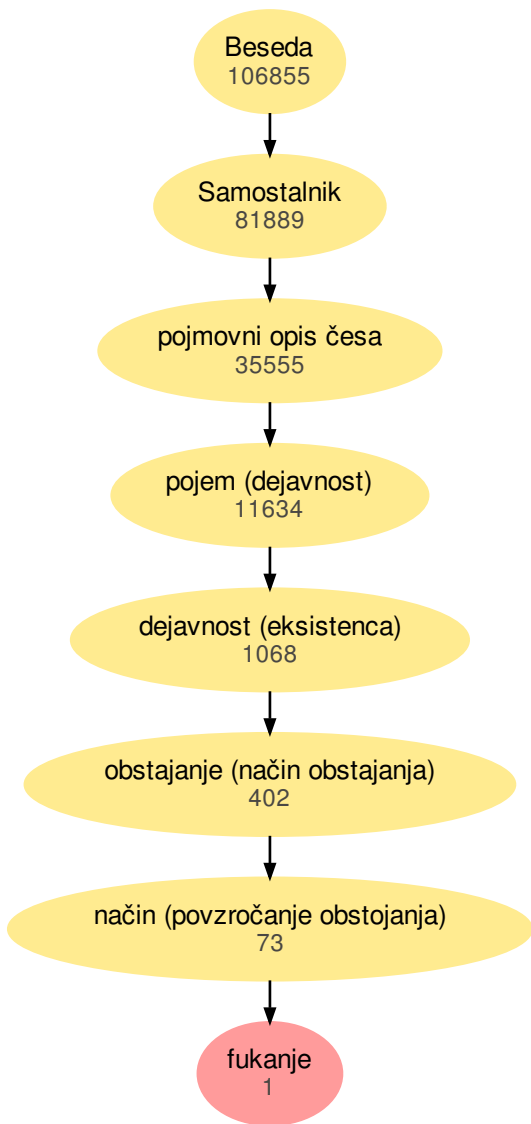 Beseda
106855
Samostalnik
81889
pojmovni opis česa
35555
pojem (dejavnost)
11634
dejavnost (eksistenca)
1068
obstajanje (način obstajanja)
402
način (povzročanje obstojanja)
73
fukanje
1